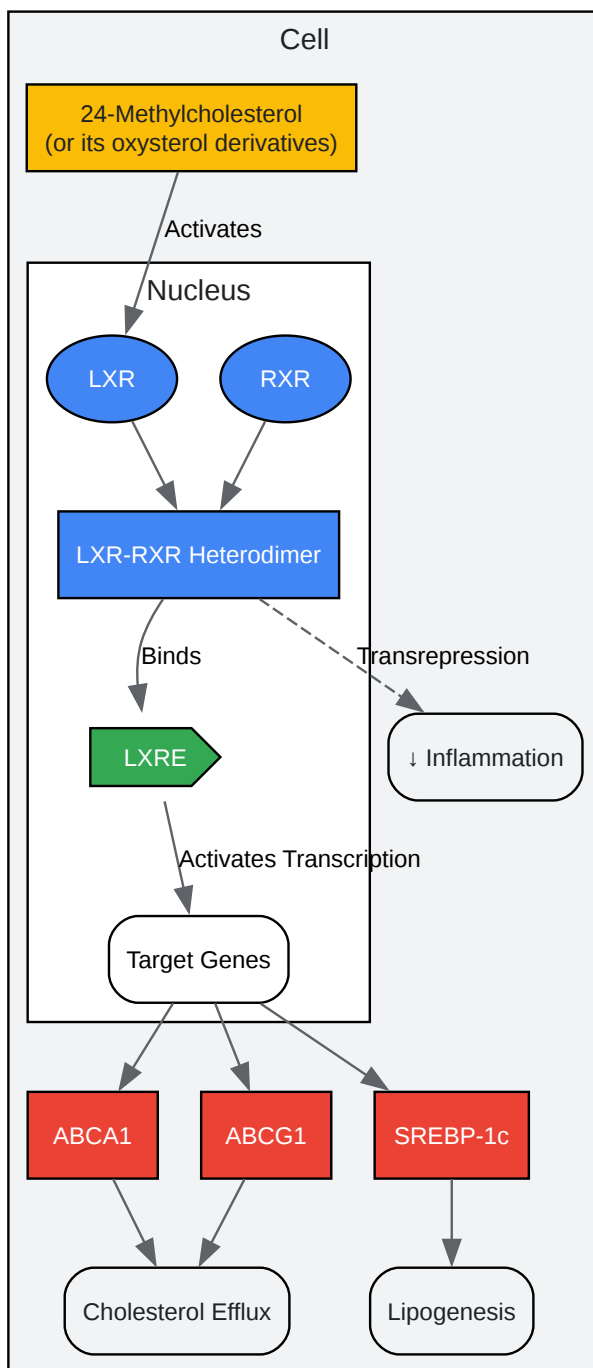 Cell
24-Methylcholesterol
(or its oxysterol derivatives)
Activates
Nucleus
LXR
RXR
LXR-RXR Heterodimer
Binds
Transrepression
LXRE
↓ Inflammation
Activates Transcription
Target Genes
ABCA1
ABCG1
SREBP-1c
Cholesterol Efflux
Lipogenesis